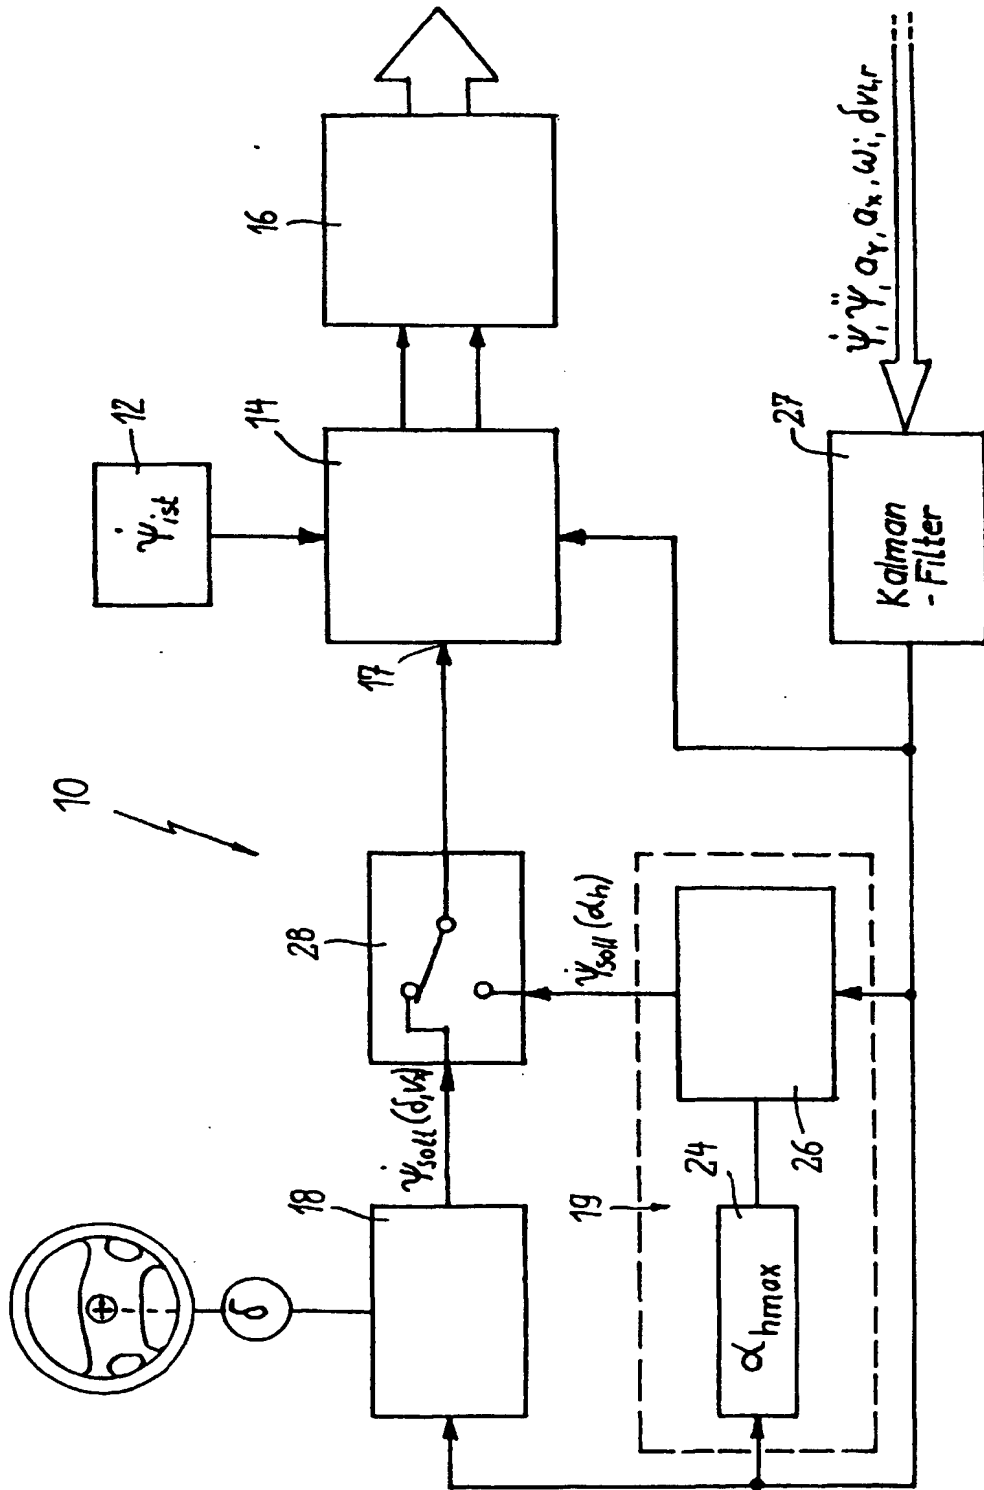 10
12
ψ̇ist
14
16
17
28
18
ψ̇soll (δ, vx)
ψ̇soll (αh)
δ
19
24
αhmax
26
27
Kalman
-Filter
ψ̇, ψ̈, ay, ax, ωi, δvl,r